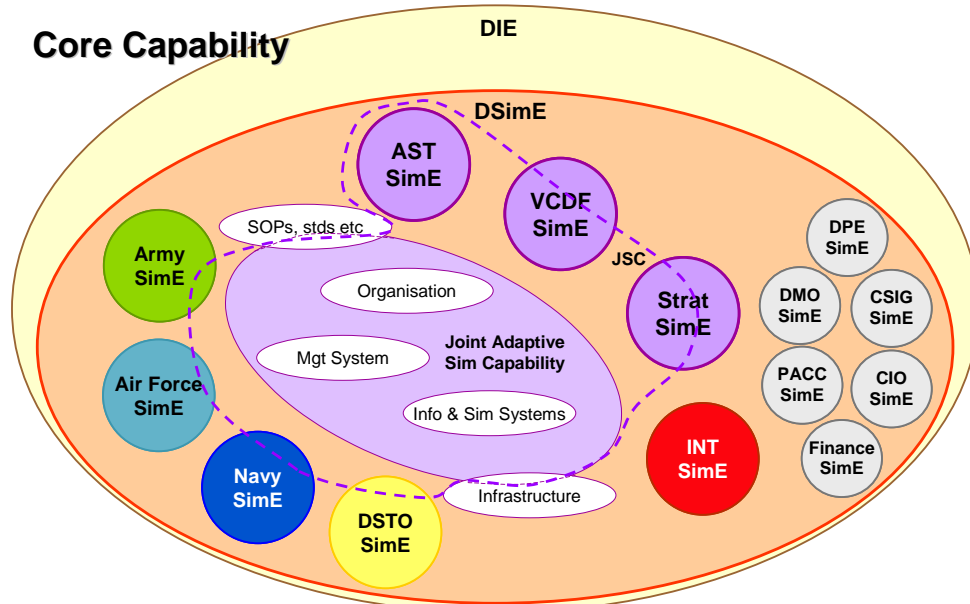 Core Capability
DIE
DSimE
AST
SimE
VCDF
SimE
JSC
Strat
SimE
SOPs, stds etc
Army
SimE
Organisation
Mgt System
Joint Adaptive
Sim Capability
Info & Sim Systems
Air Force
SimE
Navy
SimE
DSTO
SimE
Infrastructure
INT
SimE
DPE
SimE
DMO
SimE
CSIG
SimE
PACC
SimE
CIO
SimE
Finance
SimE